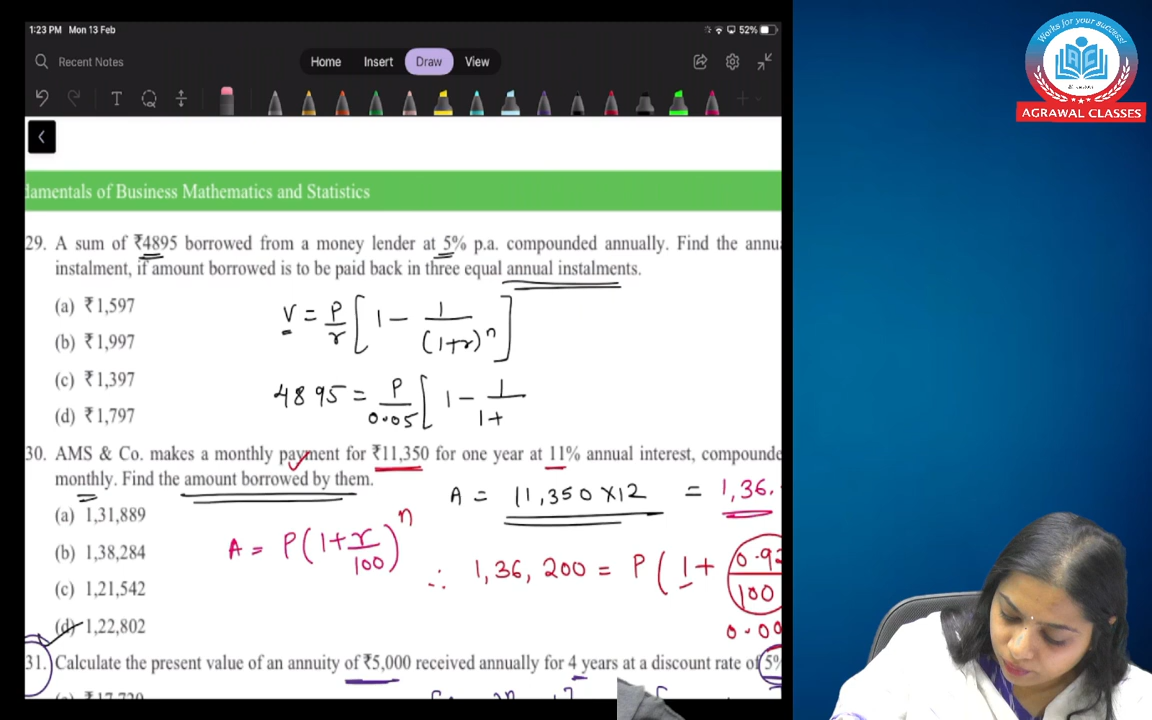 1:23 PM Mon 13 Feb
52%
Recent Notes
Home Insert Draw View
T
Works for your success!
AC
AGRAWAL CLASSES
damentals of Business Mathematics and Statistics
29. A sum of ₹4895 borrowed from a money lender at 5% p.a. compounded annually. Find the annu
instalment, if amount borrowed is to be paid back in three equal annual instalments.
(a) ₹1,597
(b) ₹1,997
(c) ₹1,397
(d) ₹1,797
V = P/r [1 - 1/(1+r)^n]
4895 = P/0.05 [1 - 1/1+
30. AMS & Co. makes a monthly payment for ₹11,350 for one year at 11% annual interest, compounde
monthly. Find the amount borrowed by them.
(a) 1,31,889
(b) 1,38,284
(c) 1,21,542
(d) 1,22,802
A = 11,350 X12 = 1,36.
A = P(1+r/100)^n
∴ 1,36,200 = P(1+ 0.92/100
0.00
31. Calculate the present value of an annuity of ₹5,000 received annually for 4 years at a discount rate of 5%